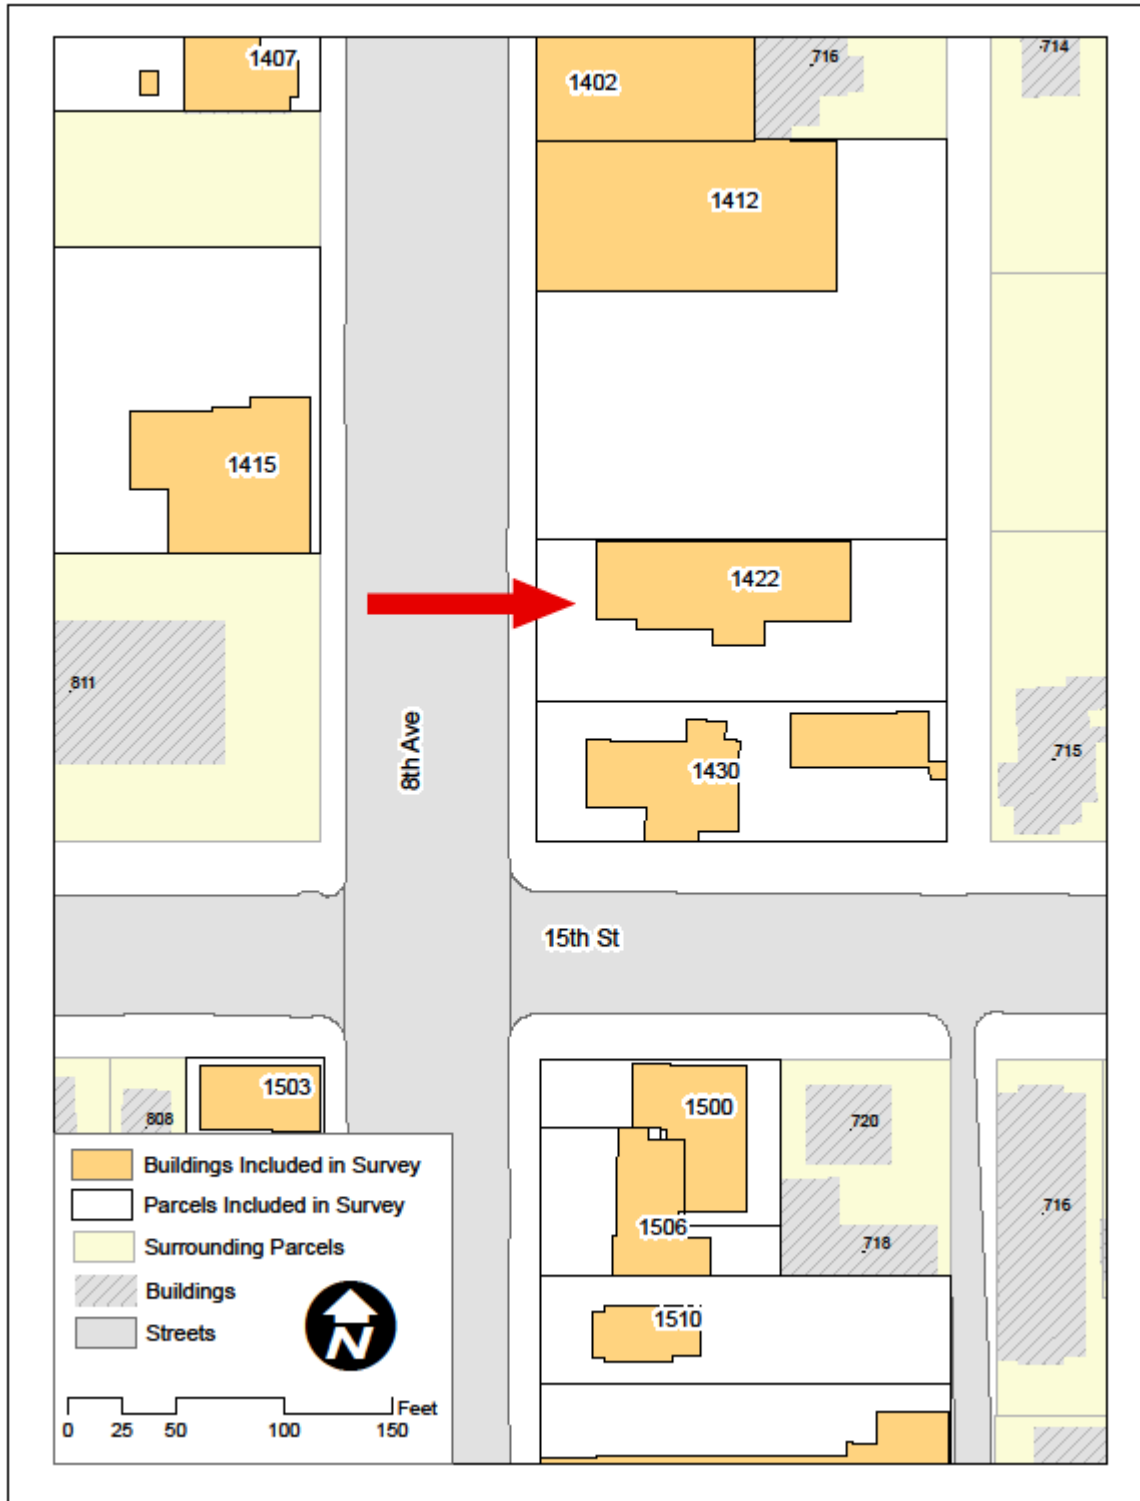 1407
1402
716
714
1412
1415
1422
811
8th Ave
1430
715
15th St
1503
808
1500
720
1506
718
716
1510
Buildings Included in Survey
Parcels Included in Survey
Surrounding Parcels
Buildings
Streets
N
Feet
0 25 50 100 150